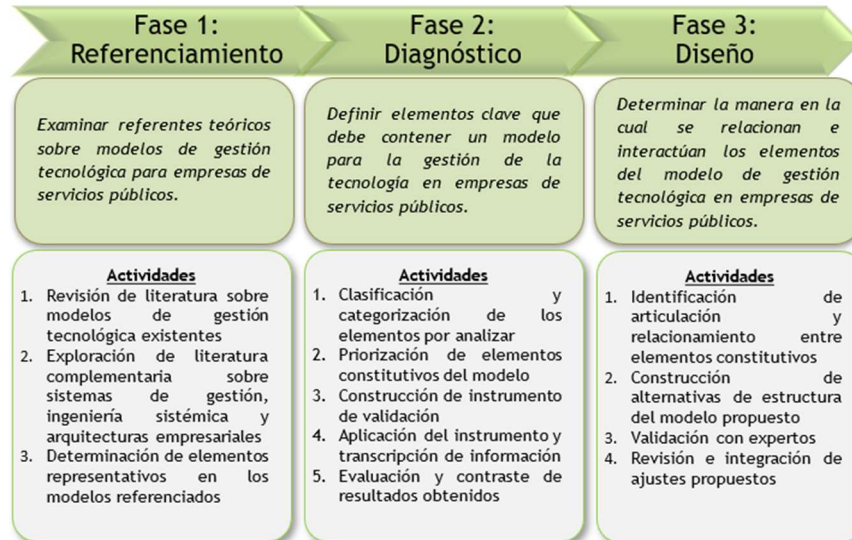 Fase 1:
Referenciamiento
Fase 2:
Diagnóstico
Fase 3:
Diseño
Examinar referentes teóricos
sobre modelos de gestión
tecnológica para empresas de
servicios públicos.
Definir elementos clave que
debe contener un modelo
para la gestión de la
tecnología en empresas de
servicios públicos.
Determinar la manera en la
cual se relacionan e
interactúan los elementos
del modelo de gestión
tecnológica en empresas de
servicios públicos.
Actividades
1. Revisión de literatura sobre
modelos de gestión
tecnológica existentes
2. Exploración de literatura
complementaria sobre
sistemas de gestión,
ingeniería sistémica y
arquitecturas empresariales
3. Determinación de elementos
representativos en los
modelos referenciados
Actividades
1. Clasificación y
categorización de los
elementos por analizar
2. Priorización de elementos
constitutivos del modelo
3. Construcción de instrumento
de validación
4. Aplicación del instrumento y
transcripción de información
5. Evaluación y contraste de
resultados obtenidos
Actividades
1. Identificación de
articulación y
relacionamiento entre
elementos constitutivos
2. Construcción de
alternativas de estructura
del modelo propuesto
3. Validación con expertos
4. Revisión e integración de
ajustes propuestos